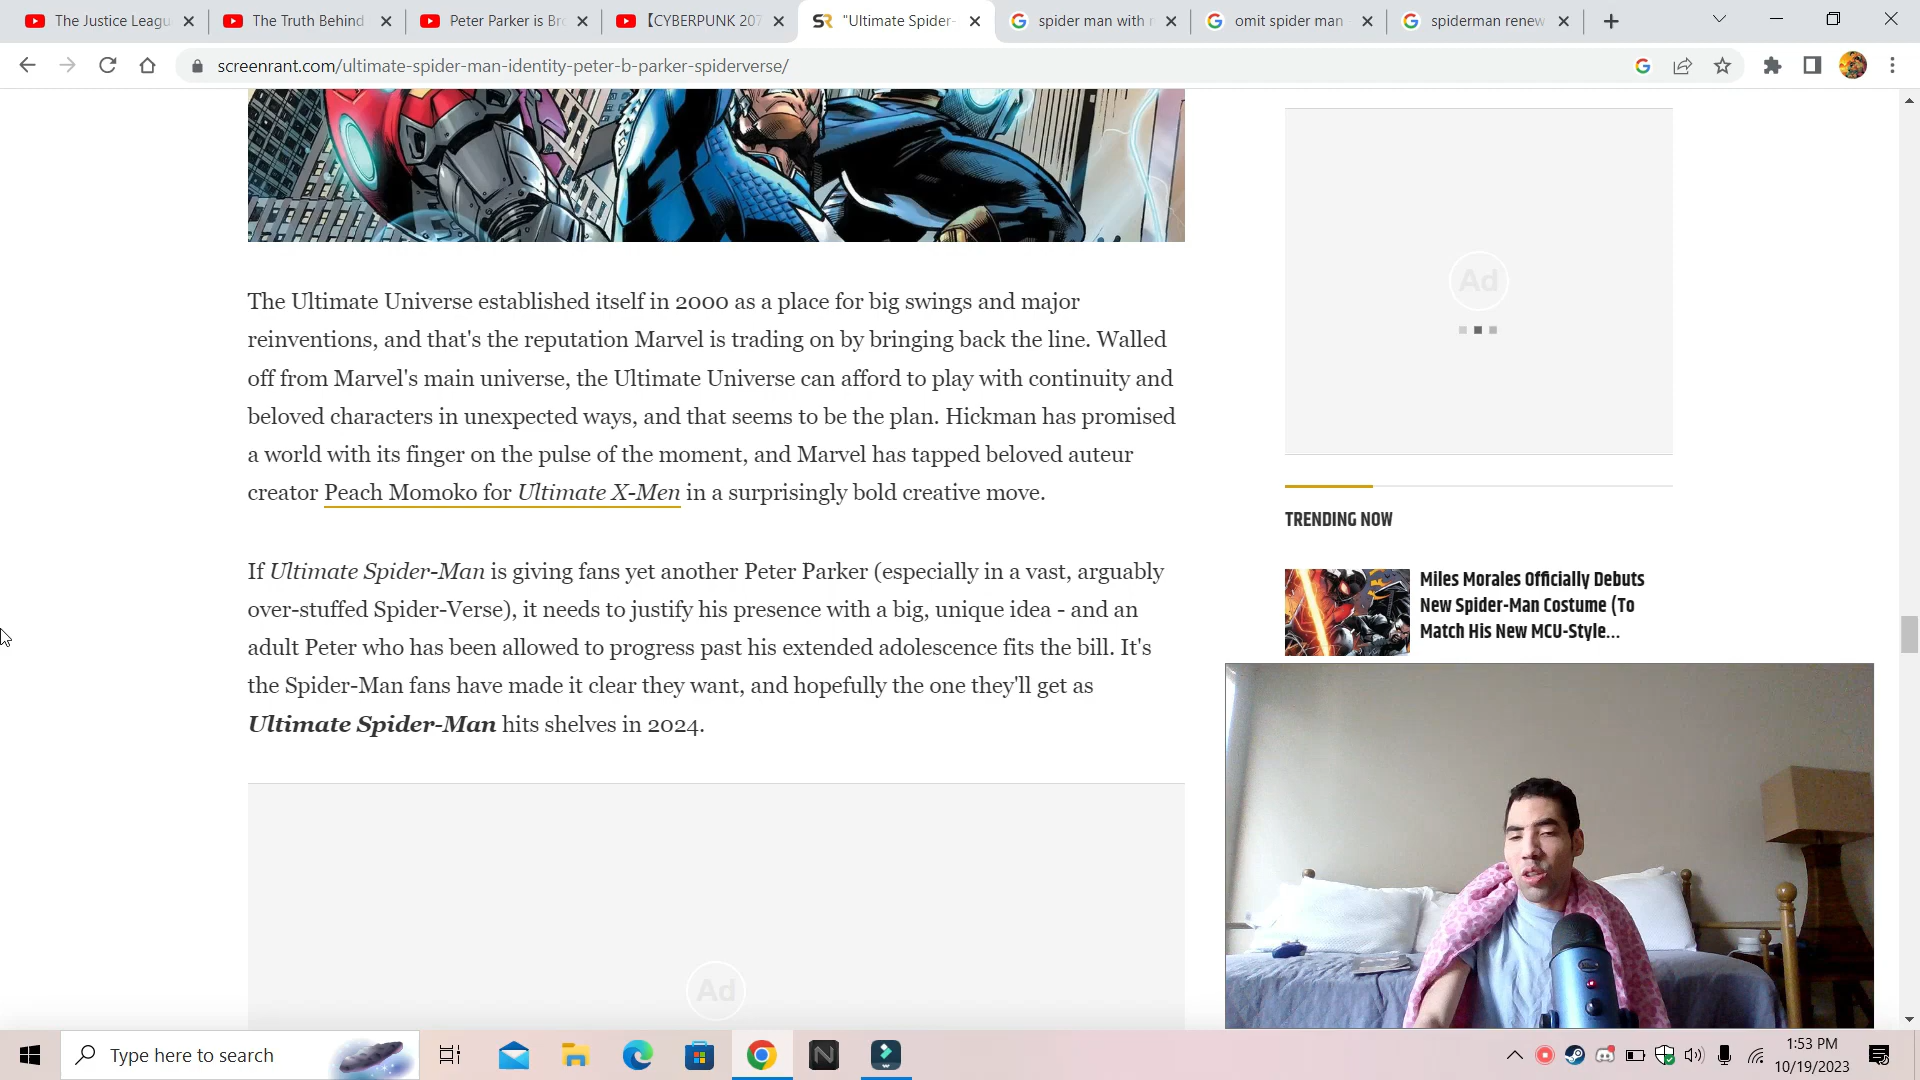 The Justice Leagu
The Truth Behind
Peter Parker is Bro
【CYBERPUNK 207
SR
"Ultimate Spider-
spider man with r
omit spider man
spiderman renew
screenrant.com/ultimate-spider-man-identity-peter-b-parker-spiderverse/
The Ultimate Universe established itself in 2000 as a place for big swings and major
reinventions, and that's the reputation Marvel is trading on by bringing back the line. Walled
off from Marvel's main universe, the Ultimate Universe can afford to play with continuity and
beloved characters in unexpected ways, and that seems to be the plan. Hickman has promised
a world with its finger on the pulse of the moment, and Marvel has tapped beloved auteur
creator Peach Momoko for Ultimate X-Men in a surprisingly bold creative move.
If Ultimate Spider-Man is giving fans yet another Peter Parker (especially in a vast, arguably
over-stuffed Spider-Verse), it needs to justify his presence with a big, unique idea - and an
adult Peter who has been allowed to progress past his extended adolescence fits the bill. It's
the Spider-Man fans have made it clear they want, and hopefully the one they'll get as
Ultimate Spider-Man hits shelves in 2024.
Ad
Ad
TRENDING NOW
Miles Morales Officially Debuts
New Spider-Man Costume (To
Match His New MCU-Style...
Type here to search
1:53 PM
10/19/2023